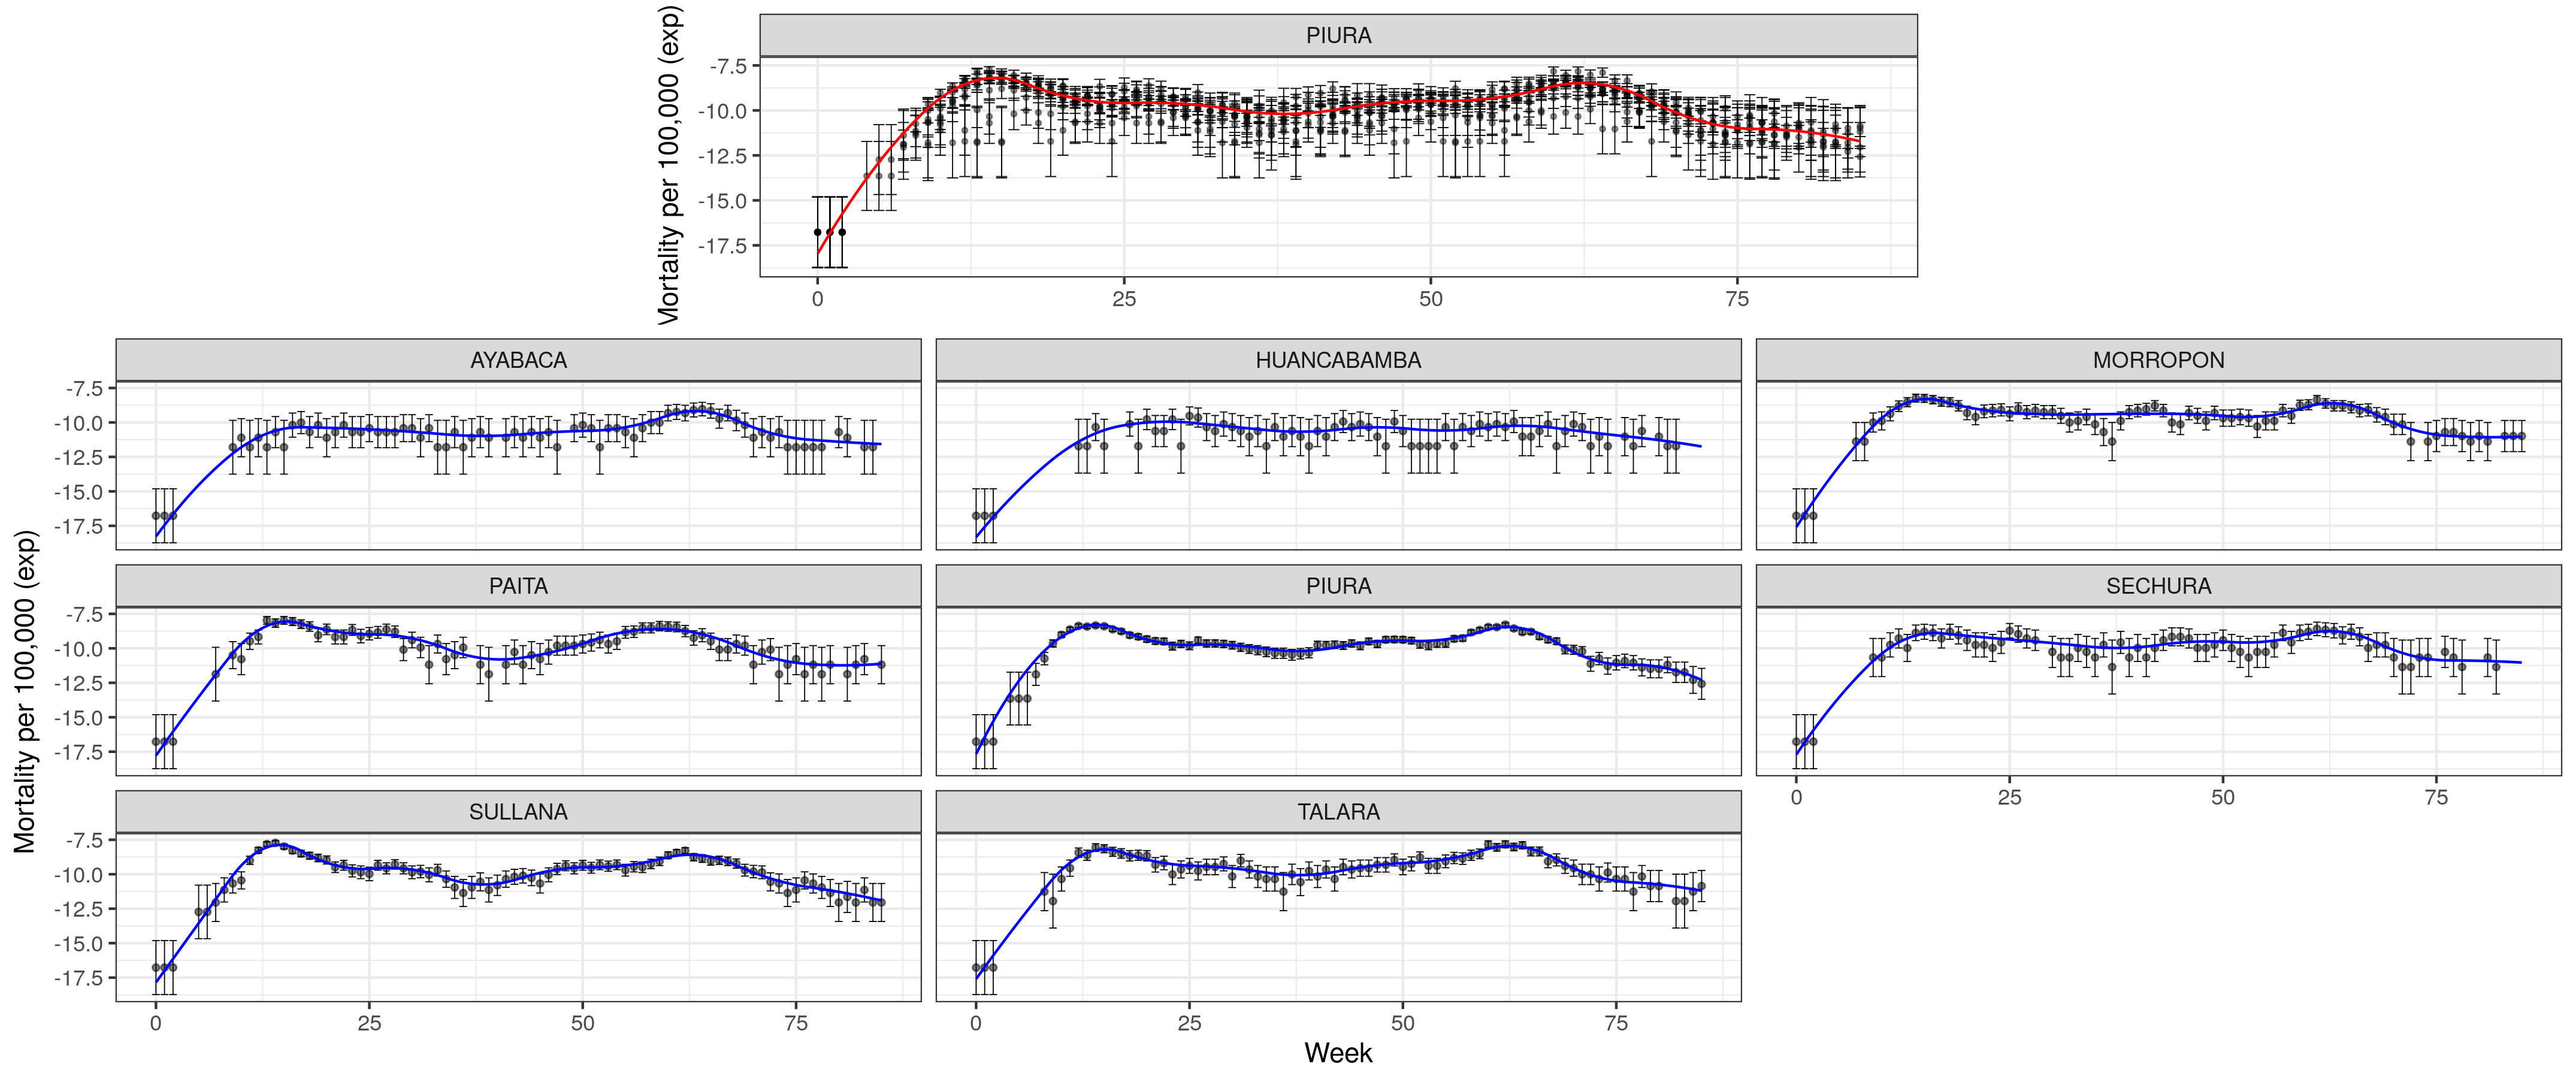 PIURA
Mortality per 100,000 (exp)
-7.5
-10.0
-12.5
-15.0
-17.5
0 25 50 75
AYABACA HUANCABAMBA MORROPON
-7.5
-10.0
-12.5
-15.0
-17.5
PAITA PIURA SECHURA
-7.5
-10.0
-12.5
-15.0
-17.5
0 25 50 75
SULLANA TALARA
-7.5
-10.0
-12.5
-15.0
-17.5
0 25 50 75 0 25 50 75
Mortality per 100,000 (exp)
Week